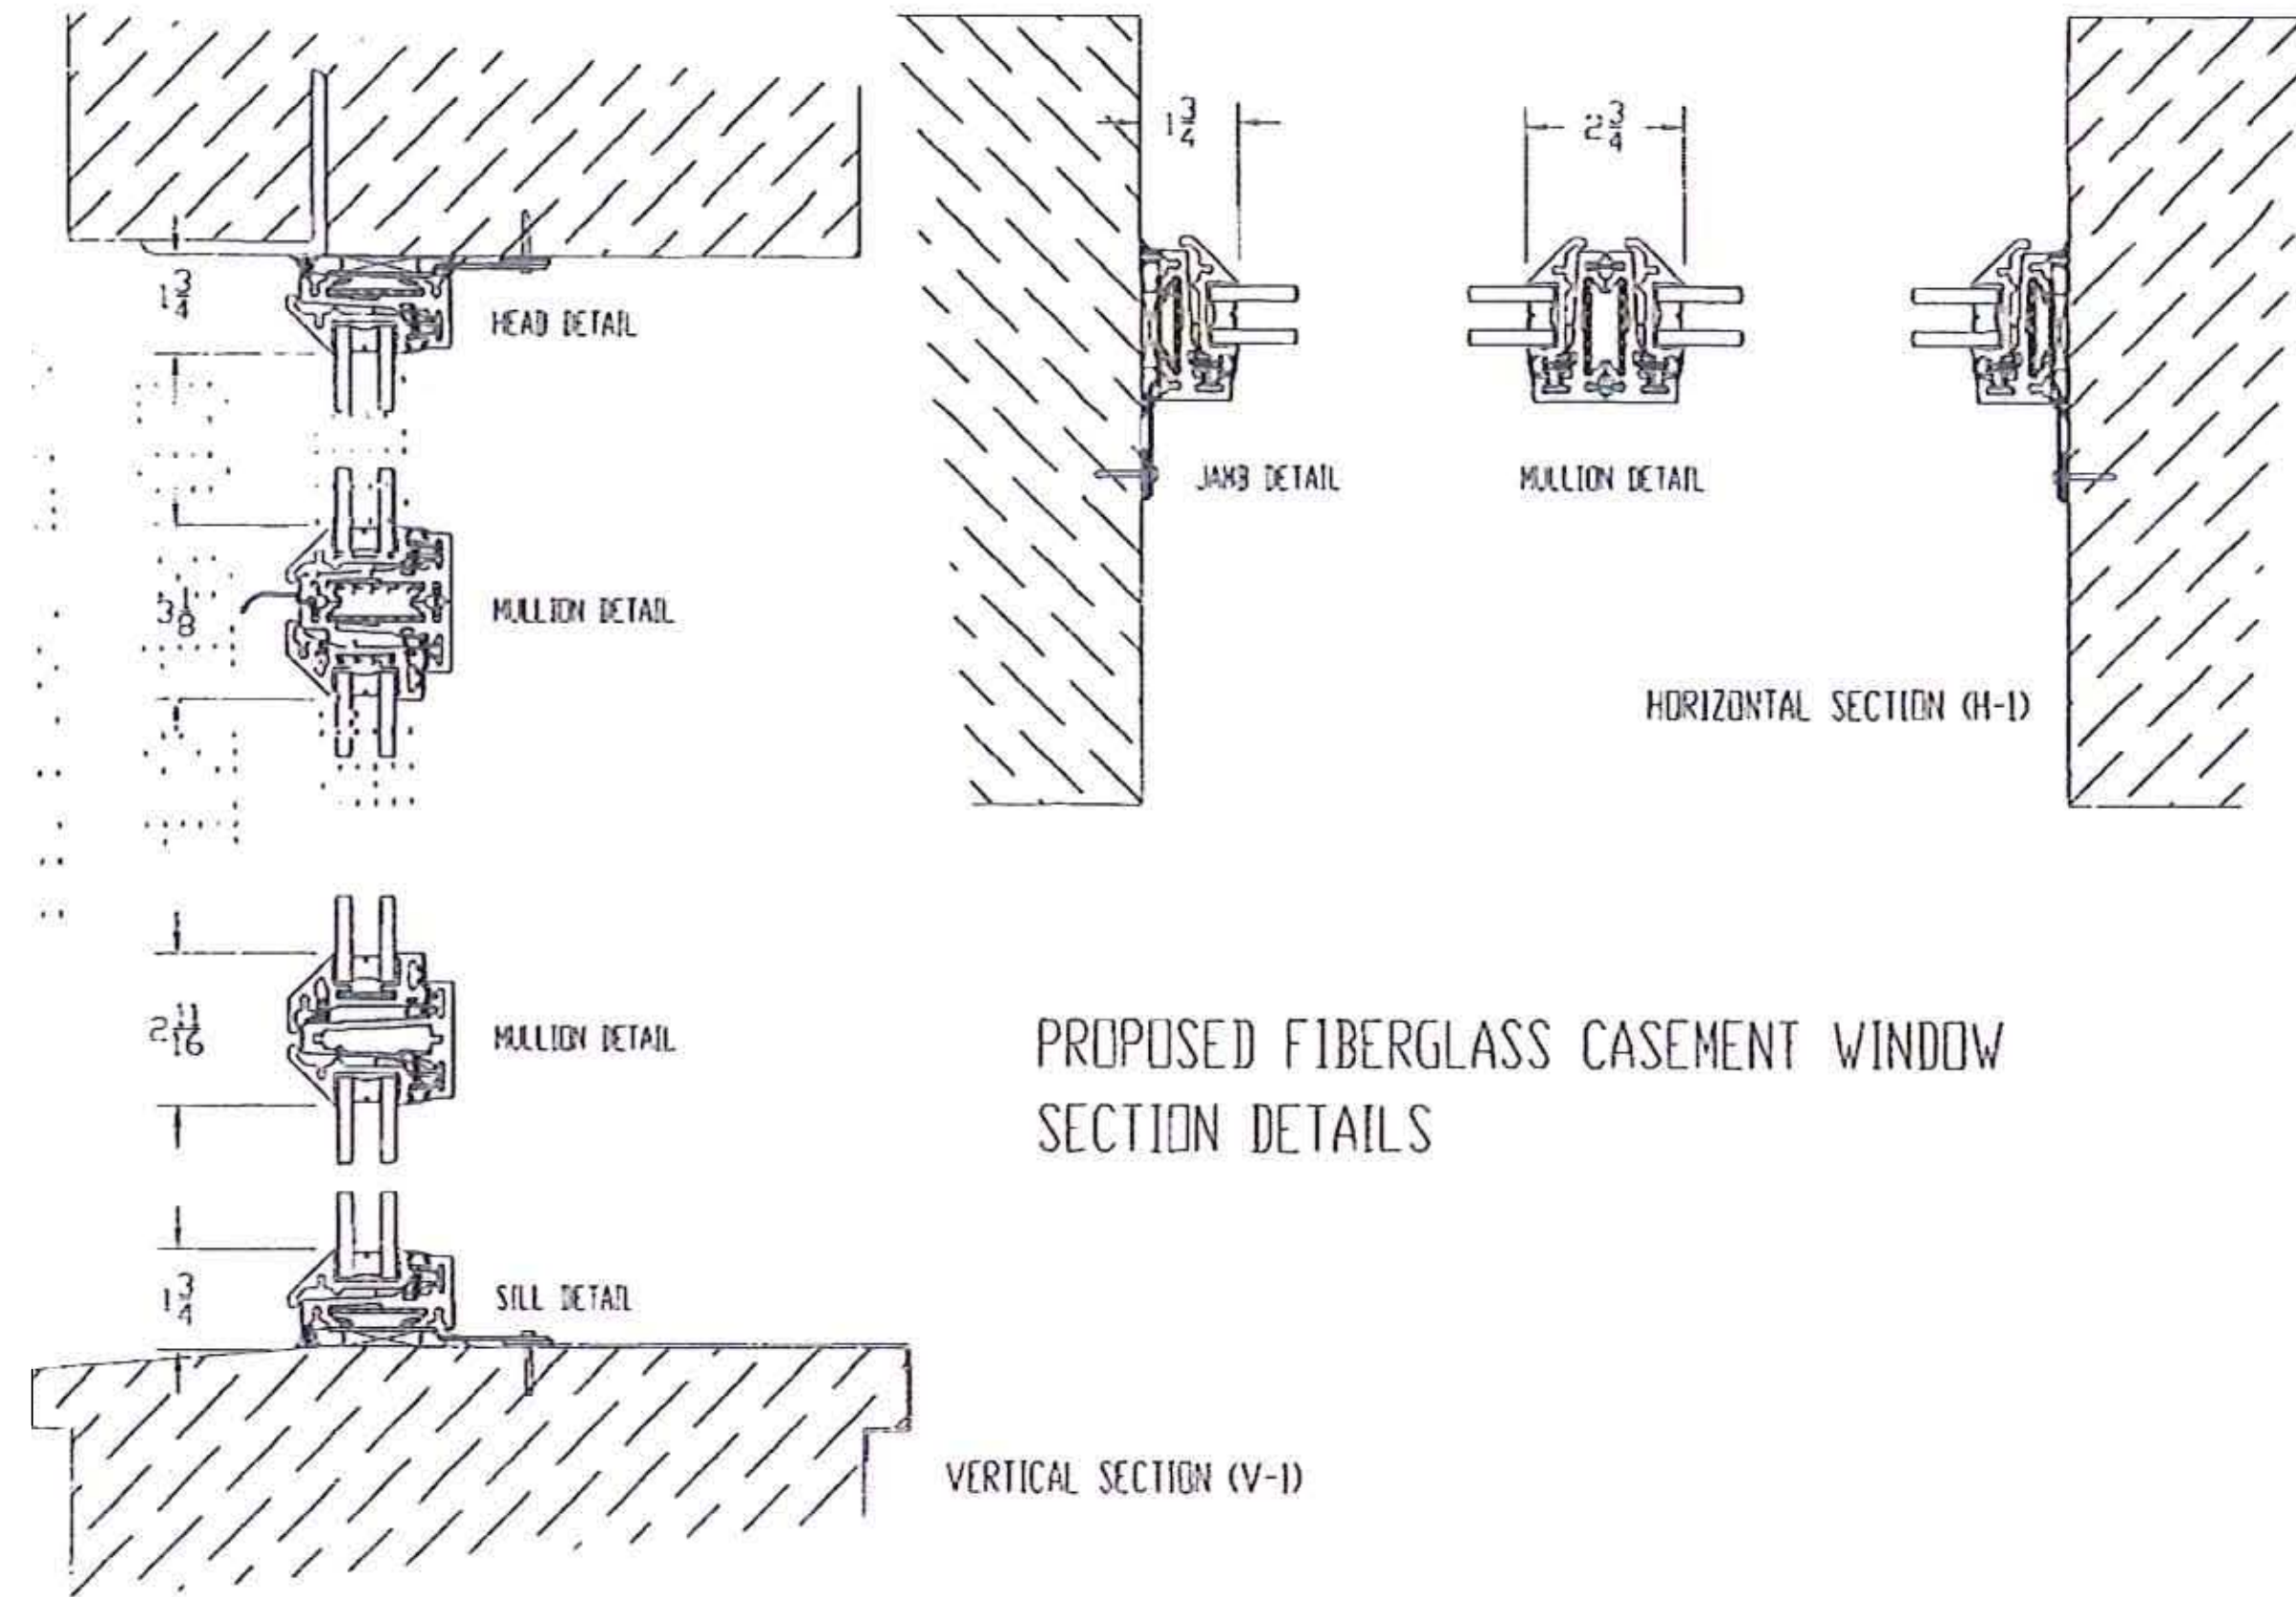 1 3/4
HEAD DETAIL
3 1/8
MULLION DETAIL
2 11/16
MULLION DETAIL
1 3/4
SILL DETAIL
VERTICAL SECTION (V-1)
1 3/4
2 3/4
JAMB DETAIL
MULLION DETAIL
HORIZONTAL SECTION (H-1)
PROPOSED FIBERGLASS CASEMENT WINDOW
SECTION DETAILS